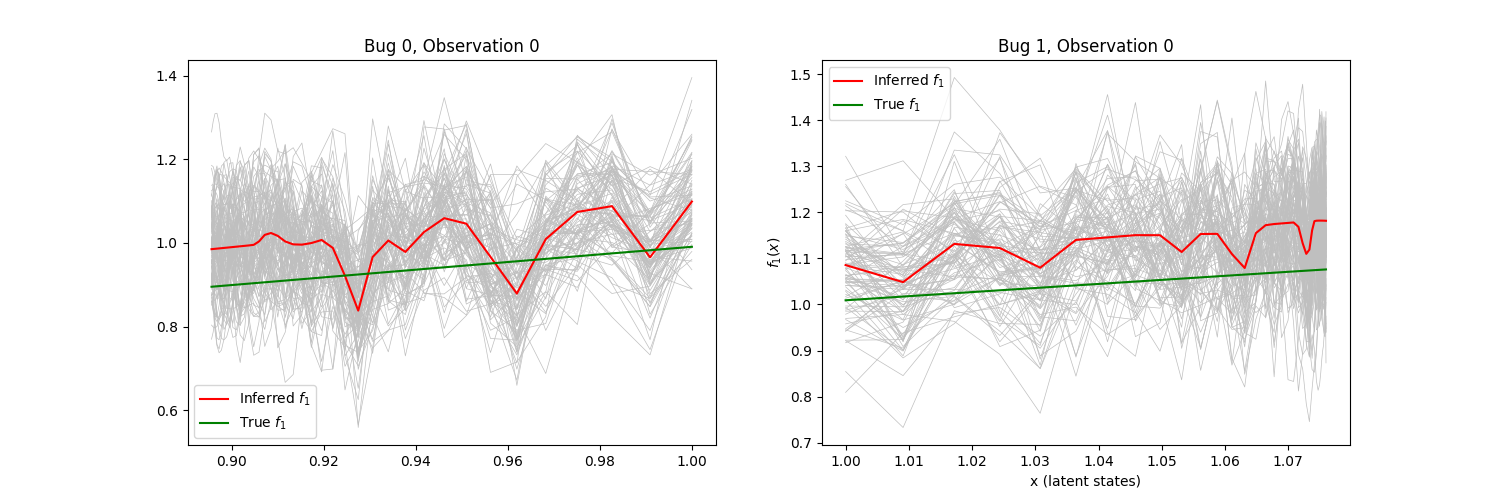 Bug 0, Observation 0
1.4
1.2
1.0
0.8
0.6
Inferred f₁
True f₁
0.90 0.92 0.94 0.96 0.98 1.00
Bug 1, Observation 0
Inferred f₁
True f₁
f₁(x)
1.5
1.4
1.3
1.2
1.1
1.0
0.9
0.8
0.7
1.00 1.01 1.02 1.03 1.04 1.05 1.06 1.07
x (latent states)